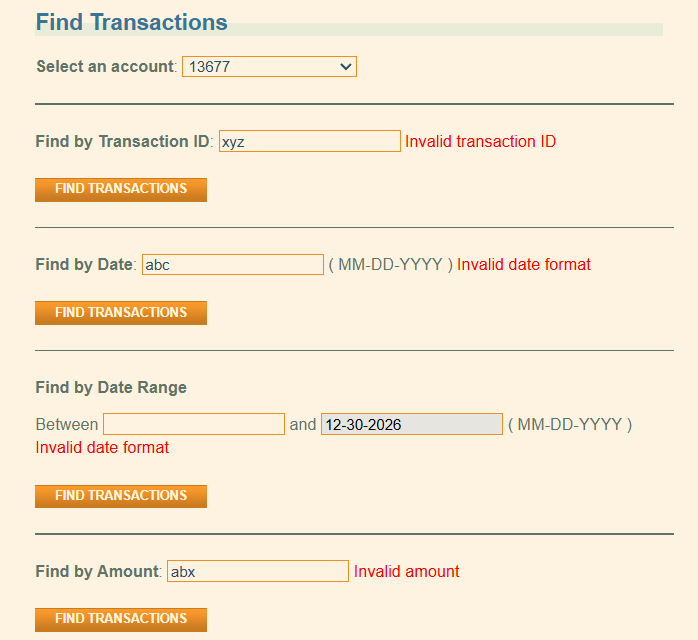 Find Transactions
Select an account: 13677
Find by Transaction ID: xyz Invalid transaction ID
FIND TRANSACTIONS
Find by Date: abc ( MM-DD-YYYY ) Invalid date format
FIND TRANSACTIONS
Find by Date Range
Between and 12-30-2026 ( MM-DD-YYYY )
Invalid date format
FIND TRANSACTIONS
Find by Amount: abx Invalid amount
FIND TRANSACTIONS